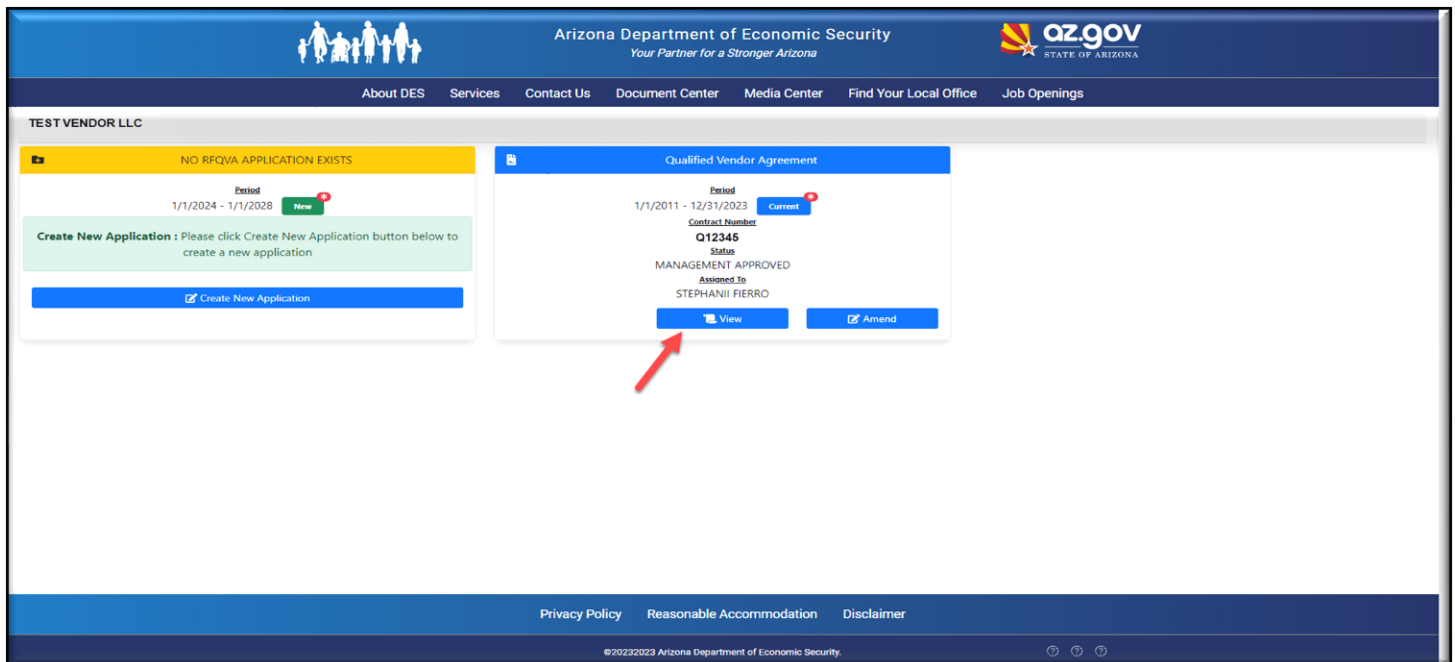 Arizona Department of Economic Security
Your Partner for a Stronger Arizona
az.gov
STATE OF ARIZONA
About DES Services Contact Us Document Center Media Center Find Your Local Office Job Openings
TEST VENDOR LLC
NO RFQVA APPLICATION EXISTS
Period
1/1/2024 - 1/1/2028 New *
Create New Application : Please click Create New Application button below to
create a new application
Create New Application
Qualified Vendor Agreement
Period
1/1/2011 - 12/31/2023 Current *
Contract Number
Q12345
Status
MANAGEMENT APPROVED
Assigned To
STEPHANII FIERRO
View Amend
Privacy Policy Reasonable Accommodation Disclaimer
©20232023 Arizona Department of Economic Security.
? ? ?